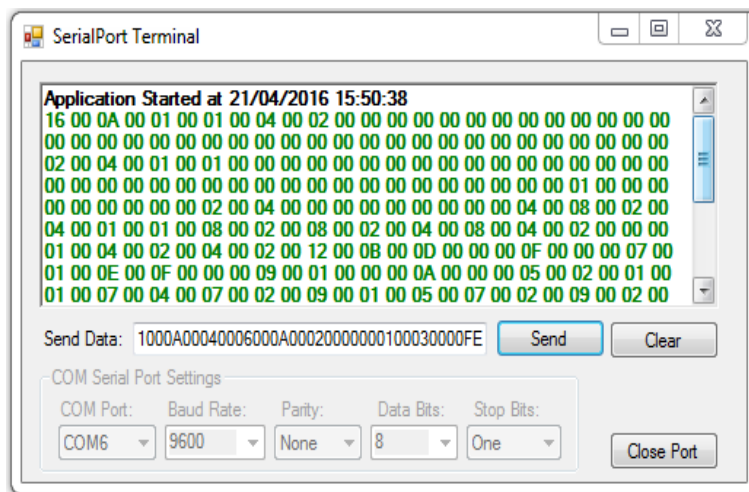 SerialPort Terminal
Application Started at 21/04/2016 15:50:38
16 00 0A 00 01 00 01 00 04 00 02 00 00 00 00 00 00 00 00 00 00 00 00 00
00 00 00 00 00 00 00 00 00 00 00 00 00 00 00 00 00 00 00 00 00 00 00 00
02 00 04 00 01 00 01 00 00 00 00 00 00 00 00 00 00 00 00 00 00 00 00 00
00 00 00 00 00 00 00 00 00 00 00 00 00 00 00 00 00 00 00 00 01 00 00 00
00 00 00 00 00 00 02 00 04 00 00 00 00 00 00 00 00 00 04 00 08 00 02 00
04 00 01 00 01 00 08 00 02 00 08 00 02 00 04 00 08 00 04 00 02 00 00 00
01 00 04 00 02 00 04 00 02 00 12 00 0B 00 0D 00 00 00 0F 00 00 00 07 00
01 00 0E 00 0F 00 00 00 09 00 01 00 00 00 0A 00 00 00 05 00 02 00 01 00
01 00 07 00 04 00 07 00 02 00 09 00 01 00 05 00 07 00 02 00 09 00 02 00
Send Data: 1000A00040006000A0002000000100030000FE Send Clear
COM Serial Port Settings
COM Port: Baud Rate: Parity: Data Bits: Stop Bits:
COM6 9600 None 8 One
Close Port